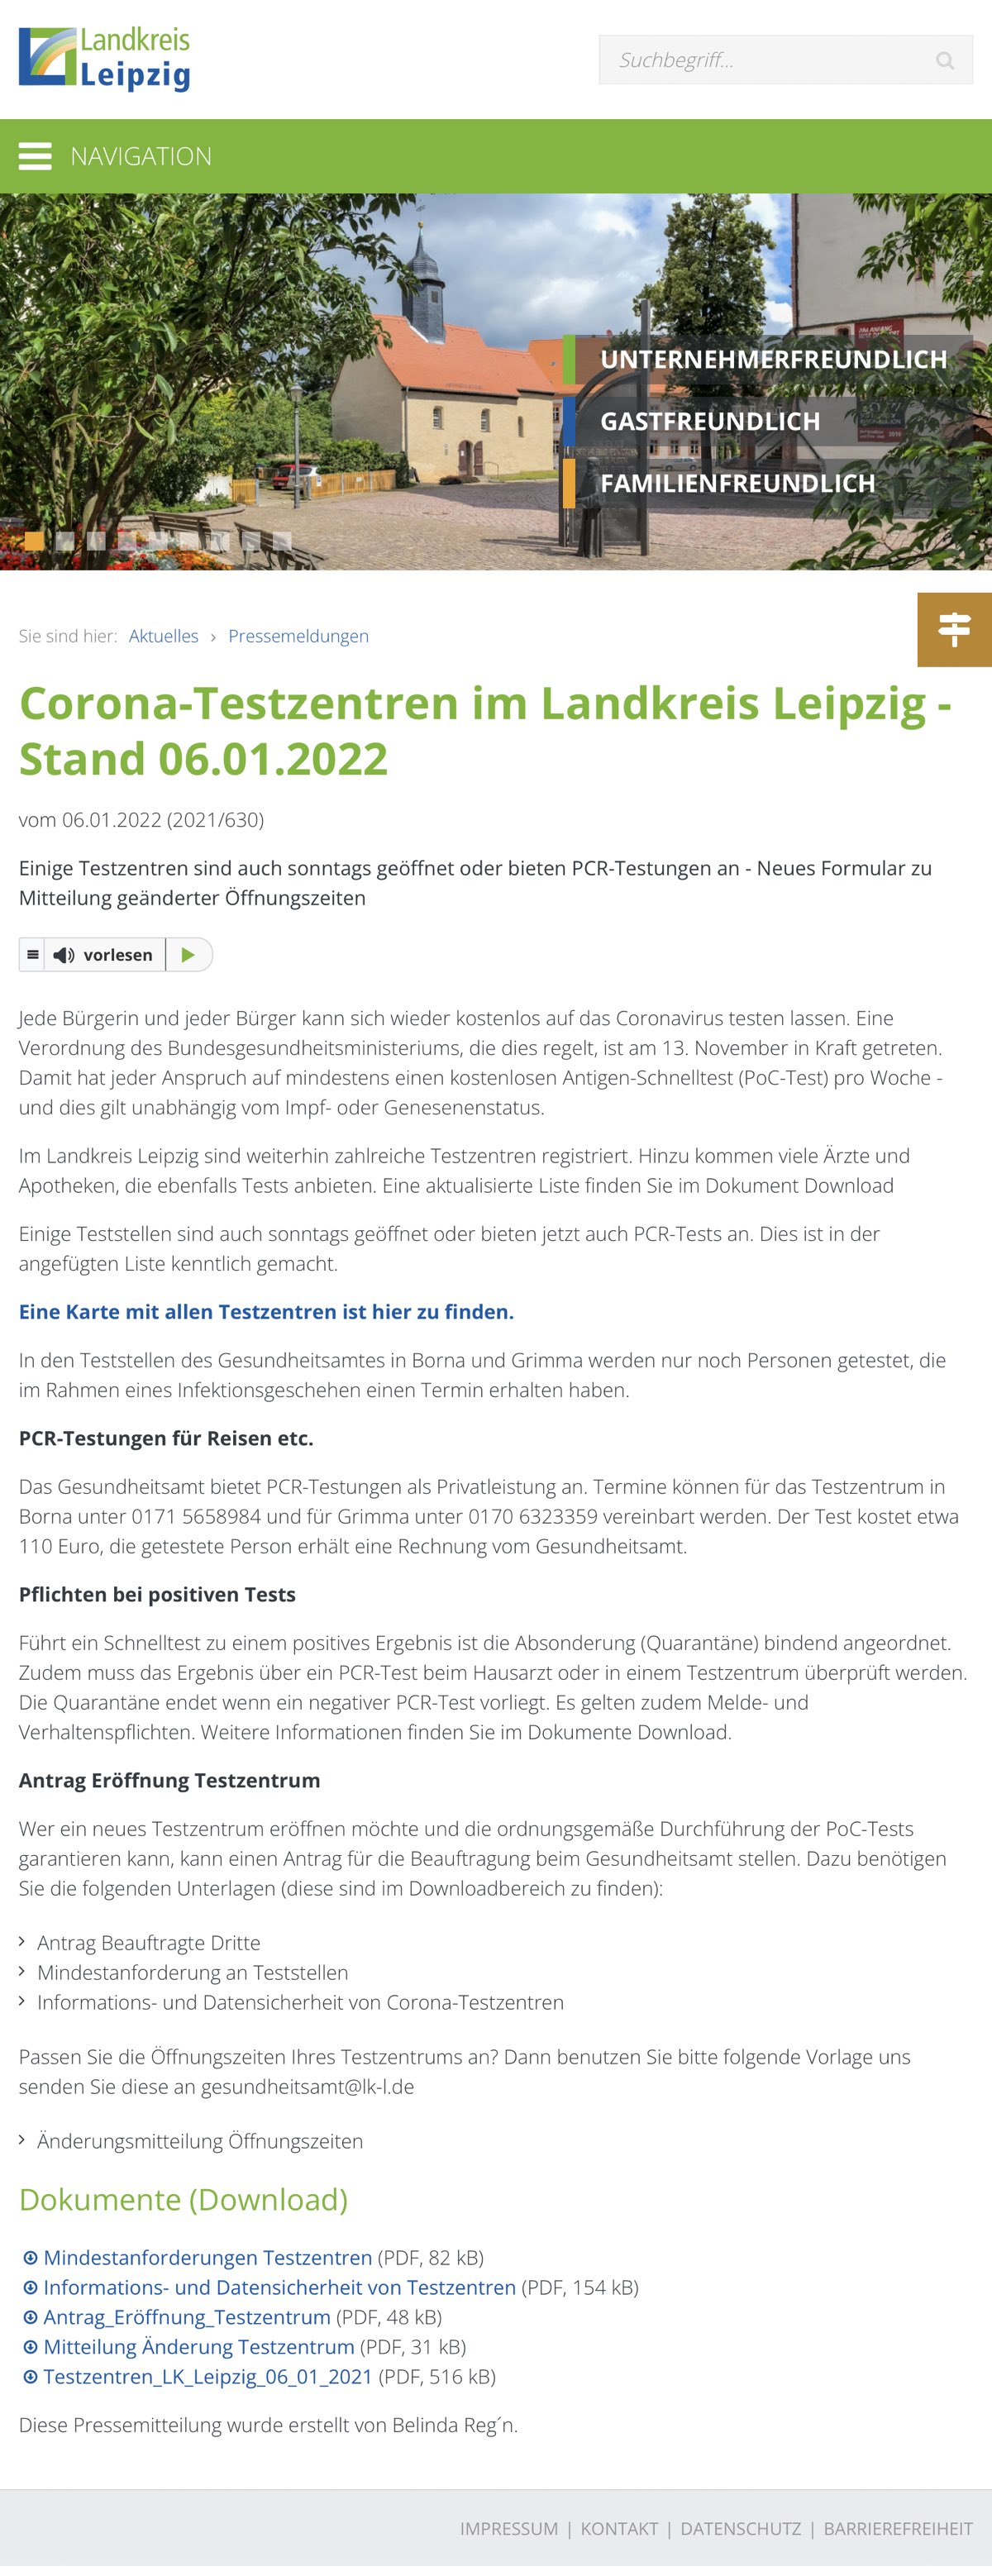 Landkreis
Leipzig
Suchbegriff...
NAVIGATION
UNTERNEHMERFREUNDLICH
GASTFREUNDLICH
FAMILIENFREUNDLICH
Sie sind hier: Aktuelles › Pressemeldungen
Corona-Testzentren im Landkreis Leipzig -
Stand 06.01.2022
vom 06.01.2022 (2021/630)
Einige Testzentren sind auch sonntags geöffnet oder bieten PCR-Testungen an - Neues Formular zu
Mitteilung geänderter Öffnungszeiten
vorlesen
Jede Bürgerin und jeder Bürger kann sich wieder kostenlos auf das Coronavirus testen lassen. Eine
Verordnung des Bundesgesundheitsministeriums, die dies regelt, ist am 13. November in Kraft getreten.
Damit hat jeder Anspruch auf mindestens einen kostenlosen Antigen-Schnelltest (PoC-Test) pro Woche -
und dies gilt unabhängig vom Impf- oder Genesenenstatus.
Im Landkreis Leipzig sind weiterhin zahlreiche Testzentren registriert. Hinzu kommen viele Ärzte und
Apotheken, die ebenfalls Tests anbieten. Eine aktualisierte Liste finden Sie im Dokument Download
Einige Teststellen sind auch sonntags geöffnet oder bieten jetzt auch PCR-Tests an. Dies ist in der
angefügten Liste kenntlich gemacht.
Eine Karte mit allen Testzentren ist hier zu finden.
In den Teststellen des Gesundheitsamtes in Borna und Grimma werden nur noch Personen getestet, die
im Rahmen eines Infektionsgeschehen einen Termin erhalten haben.
PCR-Testungen für Reisen etc.
Das Gesundheitsamt bietet PCR-Testungen als Privatleistung an. Termine können für das Testzentrum in
Borna unter 0171 5658984 und für Grimma unter 0170 6323359 vereinbart werden. Der Test kostet etwa
110 Euro, die getestete Person erhält eine Rechnung vom Gesundheitsamt.
Pflichten bei positiven Tests
Führt ein Schnelltest zu einem positives Ergebnis ist die Absonderung (Quarantäne) bindend angeordnet.
Zudem muss das Ergebnis über ein PCR-Test beim Hausarzt oder in einem Testzentrum überprüft werden.
Die Quarantäne endet wenn ein negativer PCR-Test vorliegt. Es gelten zudem Melde- und
Verhaltenspflichten. Weitere Informationen finden Sie im Dokumente Download.
Antrag Eröffnung Testzentrum
Wer ein neues Testzentrum eröffnen möchte und die ordnungsgemäße Durchführung der PoC-Tests
garantieren kann, kann einen Antrag für die Beauftragung beim Gesundheitsamt stellen. Dazu benötigen
Sie die folgenden Unterlagen (diese sind im Downloadbereich zu finden):
Antrag Beauftragte Dritte
Mindestanforderung an Teststellen
Informations- und Datensicherheit von Corona-Testzentren
Passen Sie die Öffnungszeiten Ihres Testzentrums an? Dann benutzen Sie bitte folgende Vorlage uns
senden Sie diese an gesundheitsamt@lk-l.de
Änderungsmitteilung Öffnungszeiten
Dokumente (Download)
Mindestanforderungen Testzentren (PDF, 82 kB)
Informations- und Datensicherheit von Testzentren (PDF, 154 kB)
Antrag_Eröffnung_Testzentrum (PDF, 48 kB)
Mitteilung Änderung Testzentrum (PDF, 31 kB)
Testzentren_LK_Leipzig_06_01_2021 (PDF, 516 kB)
Diese Pressemitteilung wurde erstellt von Belinda Reg´n.
IMPRESSUM | KONTAKT | DATENSCHUTZ | BARRIEREFREIHEIT